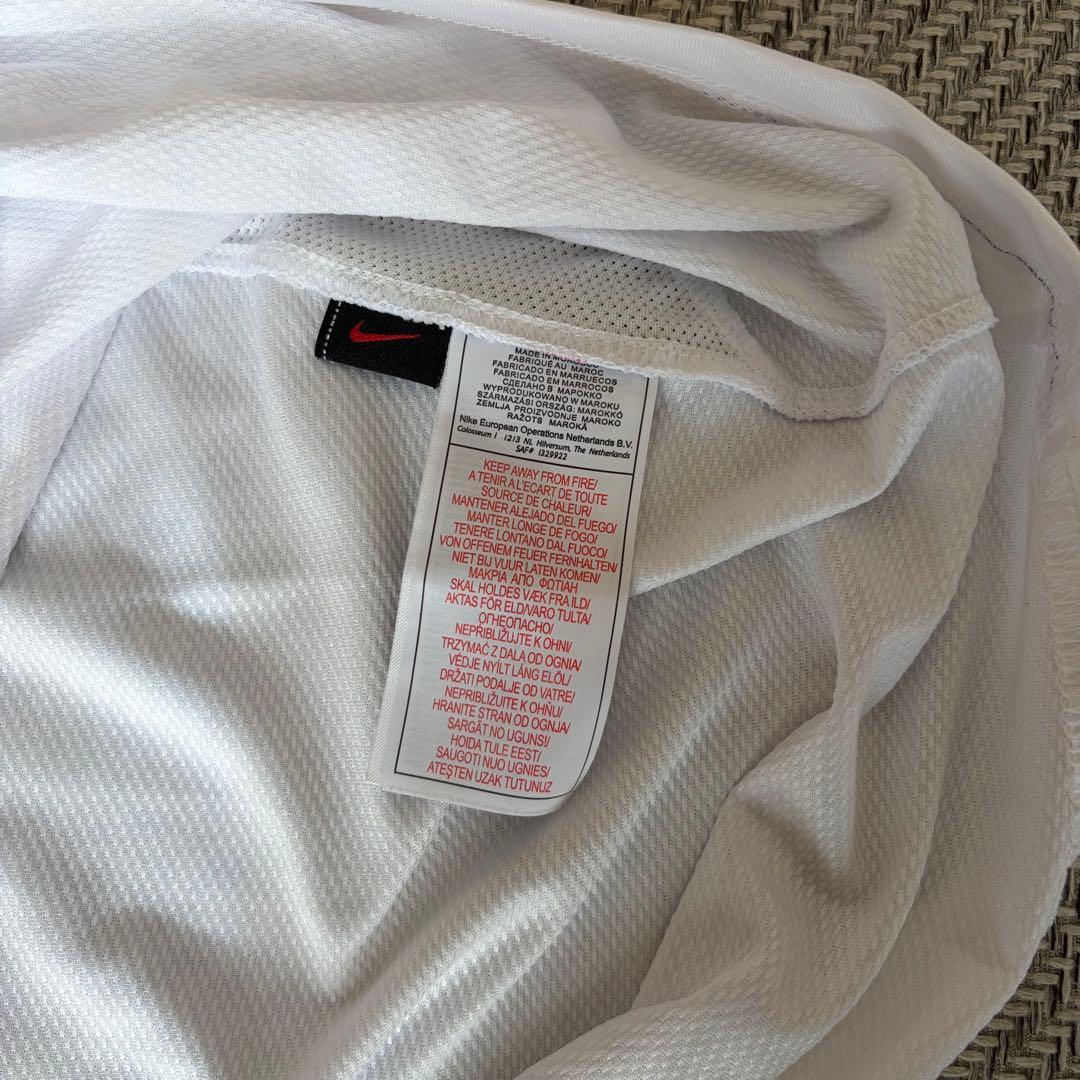 MADE IN MOROCCO
FABRIQUÉ AU MAROC
FABRICADO EN MARRUECOS
FABRICADO EM MARROCOS
СДЕЛАНО В МАРОККО
WYPRODUKOWANO W MAROKU
SZÁRMAZÁSI ORSZÁG: MAROKKÓ
ZEMLJA PROIZVODNJE MAROKO
RAŽOTS MAROKĀ
Nike European Operations Netherlands B.V.
Colosseum 1 1213 NL Hilversum, The Netherlands
SAF# 1329922
KEEP AWAY FROM FIRE/
A TENIR A L'ECART DE TOUTE
SOURCE DE CHALEUR/
MANTENER ALEJADO DEL FUEGO/
MANTER LONGE DE FOGO/
TENERE LONTANO DAL FUOCO/
VON OFFENEM FEUER FERNHALTEN/
NIET BIJ VUUR LATEN KOMEN/
ΜΑΚΡΙΑ ΑΠΟ ΦΩΤΙΑΗ
SKAL HOLDES VÆK FRA ILD/
AKTAS FÖR ELD/VARO TULTA/
ОГНЕОПАСНО/
NEPŘIBLIŽUJTE K OHNI/
TRZYMAĆ Z DALA OD OGNIA/
VÉDJE NYÍLT LÁNG ELŐL/
DRŽATI PODALJE OD VATRE/
NEPRIBLIŽUITE K OHŇU/
HRANITE STRAN OD OGNJA/
SARGĀT NO UGUNS!/
HOIDA TULE EEST/
SAUGOTI NUO UGNIES/
ATEŞTEN UZAK TUTUNUZ